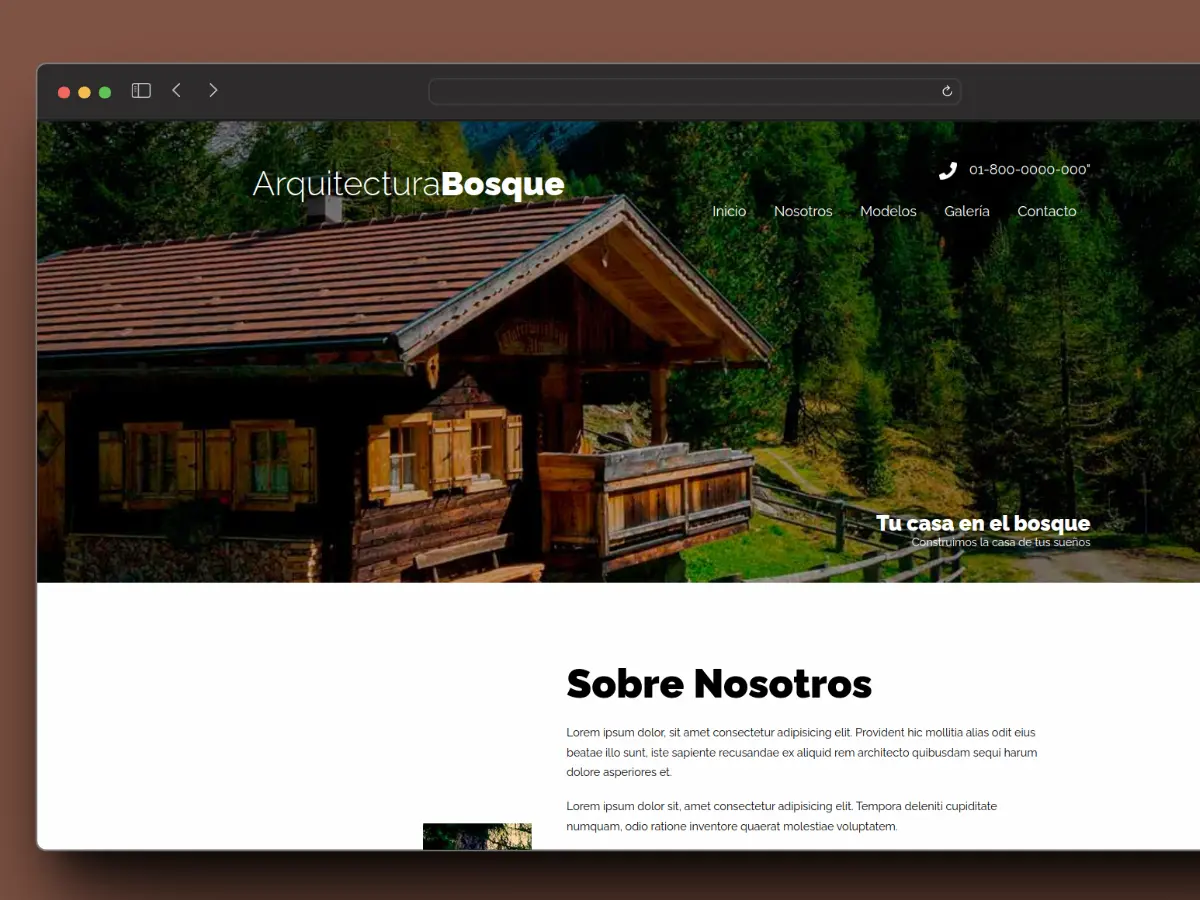 ArquitecturaBosque
01-800-0000-000"
Inicio Nosotros Modelos Galería Contacto
Tu casa en el bosque
Construimos la casa de tus sueños
Sobre Nosotros
Lorem ipsum dolor, sit amet consectetur adipisicing elit. Provident hic mollitia alias odit eius
beatae illo sunt, iste sapiente recusandae ex aliquid rem architecto quibusdam sequi harum
dolore asperiores et.
Lorem ipsum dolor sit, amet consectetur adipisicing elit. Tempora deleniti cupiditate
numquam, odio ratione inventore quaerat molestiae voluptatem.